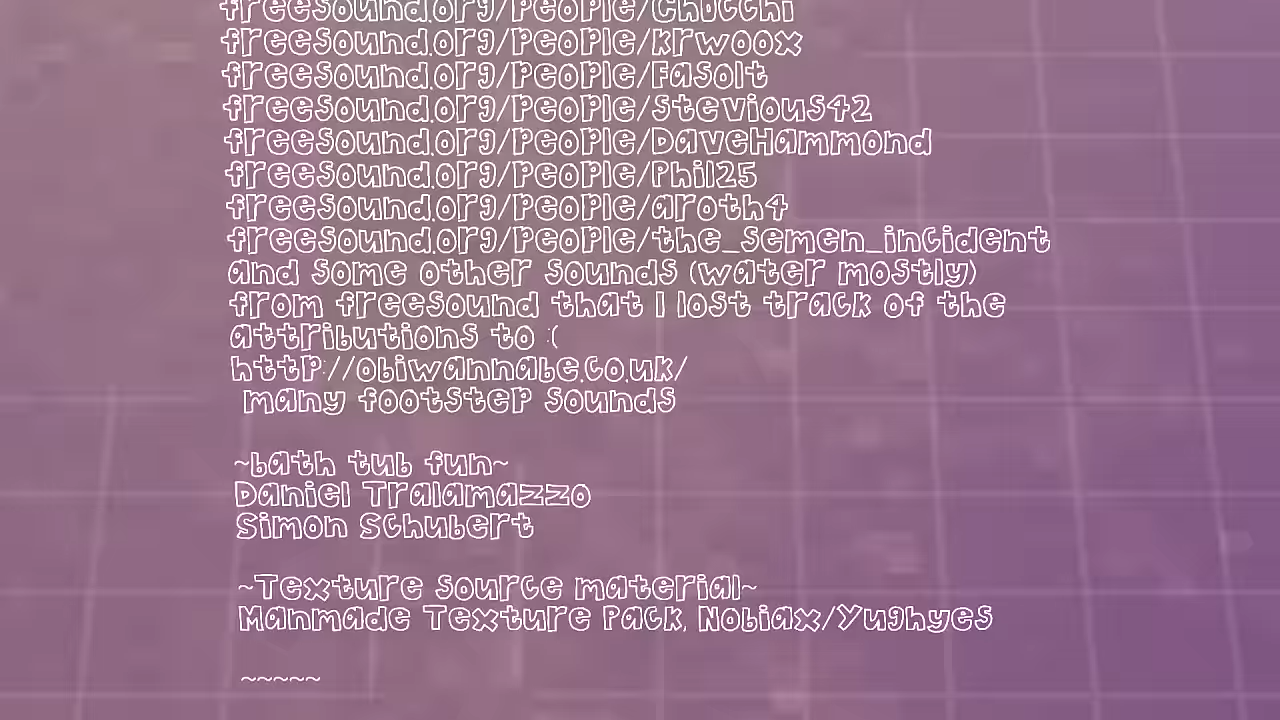 freesound.org/people/Chocchi
freesound.org/people/krwoox
freesound.org/people/Fasolt
freesound.org/people/stevious42
freesound.org/people/DaveHammond
freesound.org/people/Phil25
freesound.org/people/aroth4
freesound.org/people/the_semen_incident
and some other sounds (water mostly)
from freesound that I lost track of the
attributions to :(
http://obiwannabe.co.uk/
many footstep sounds
~bath tub fun~
Daniel Tralamazzo
Simon Schubert
~Texture source material~
Manmade Texture Pack, Nobiax/Yughyes
~~~~~